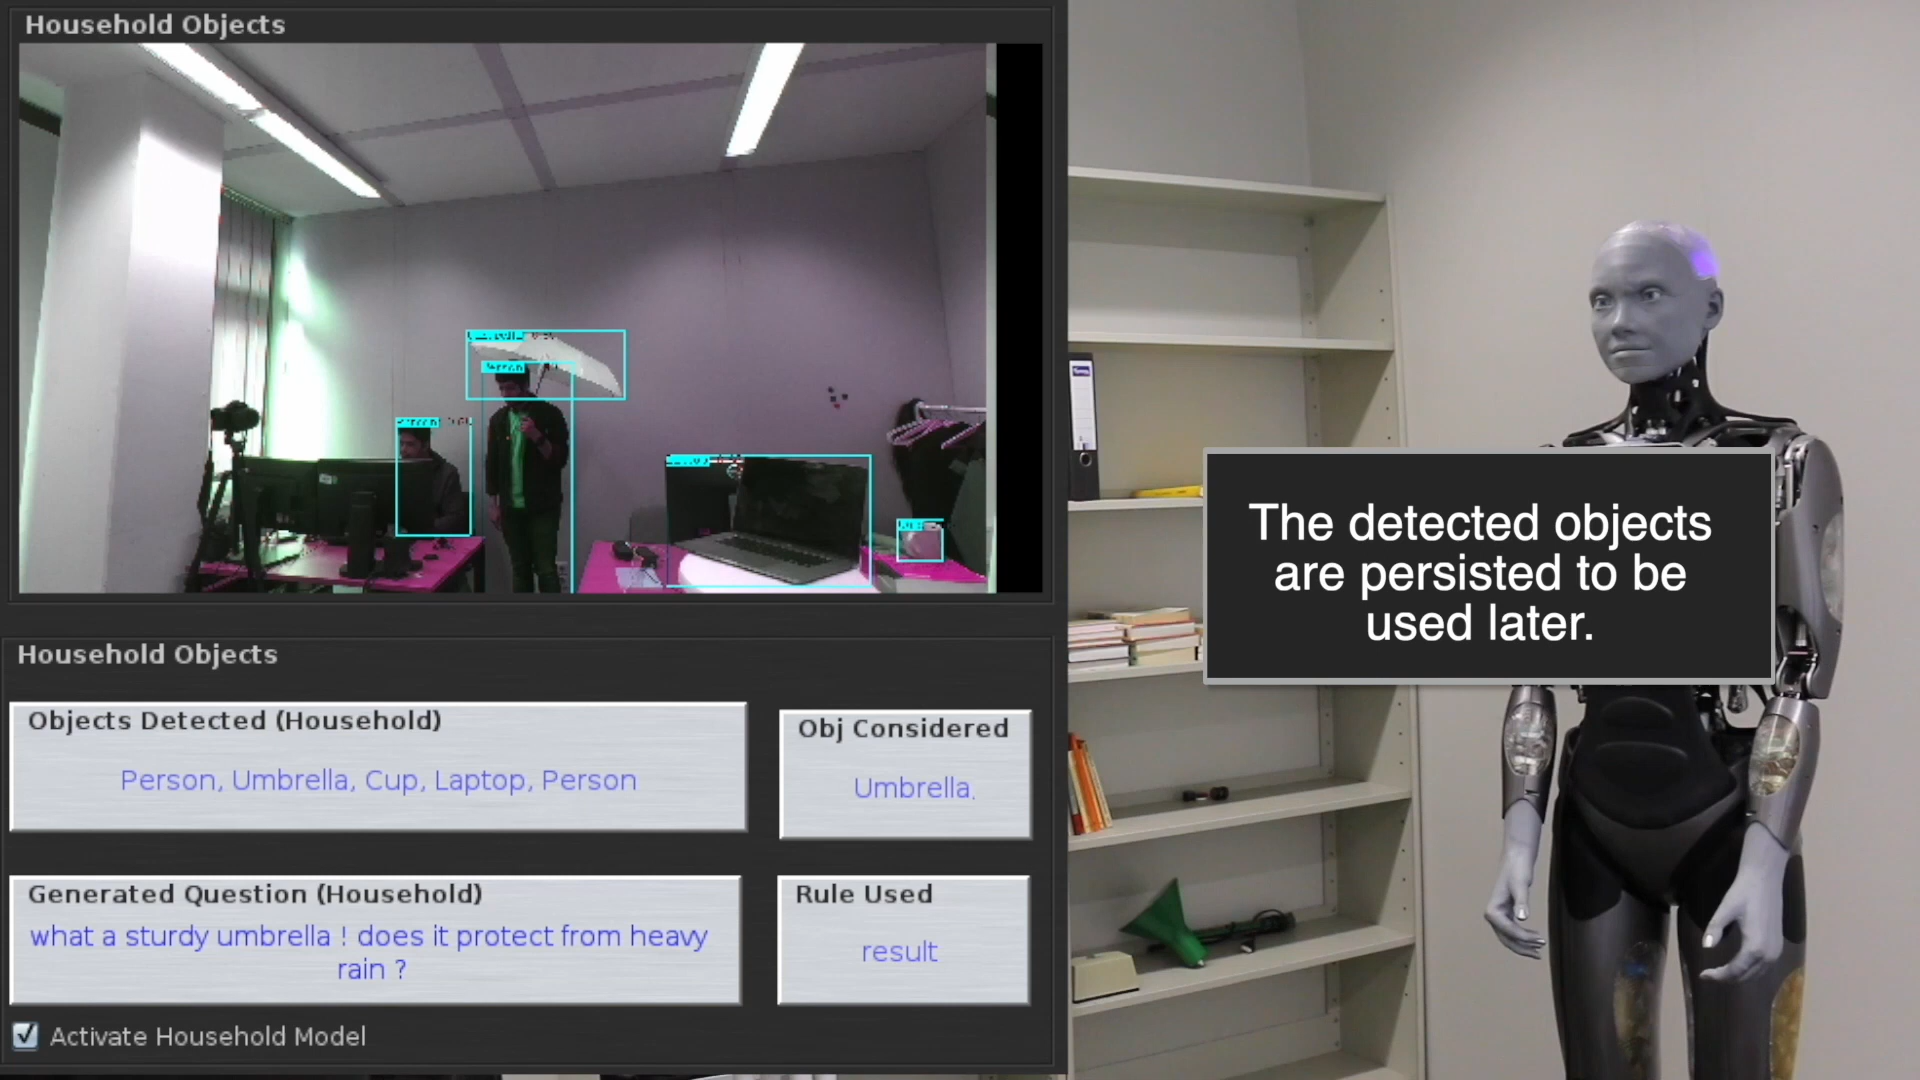 Household Objects
Person
Person
Household Objects
Objects Detected (Household)
Person, Umbrella, Cup, Laptop, Person
Obj Considered
Umbrella,
Generated Question (Household)
what a sturdy umbrella ! does it protect from heavy
rain ?
Rule Used
result
Activate Household Model
The detected objects
are persisted to be
used later.